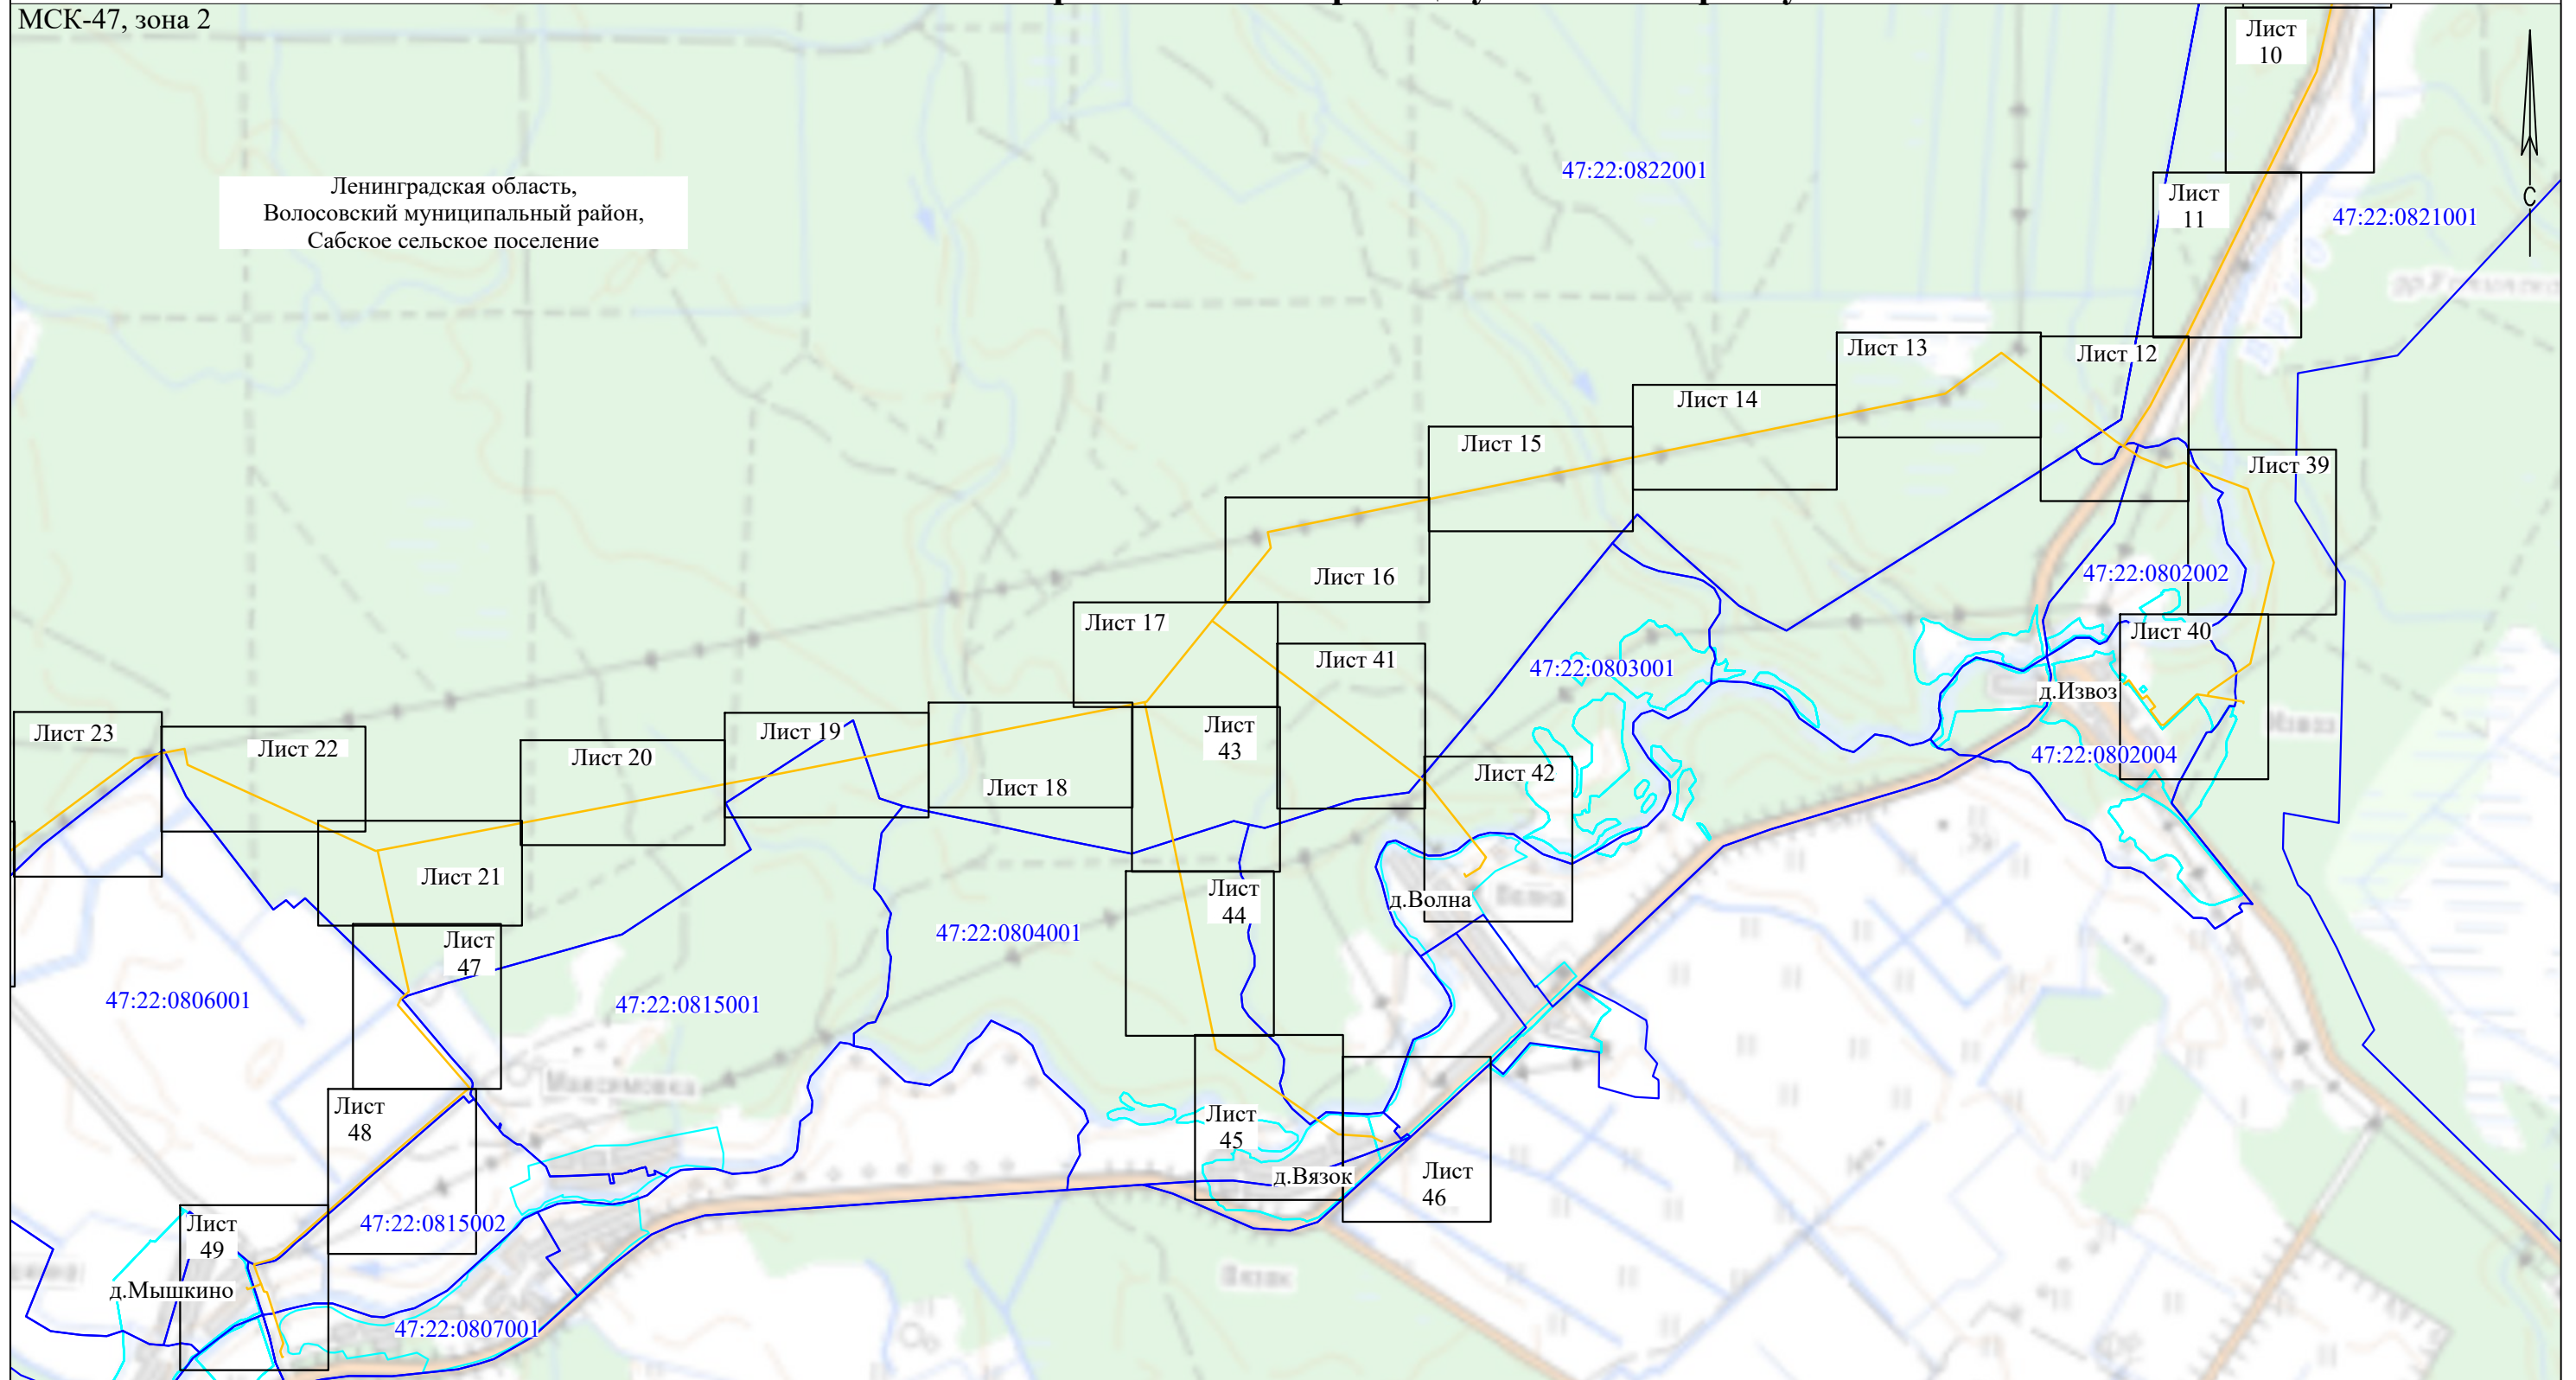 МСК-47, зона 2
Лист
10
47:22:0822001
Ленинградская область,
Волосовский муниципальный район,
Сабское сельское поселение
Лист
11
47:22:0821001
С
Лист 13
Лист 12
Лист 14
Лист 15
Лист 39
Лист 16
47:22:0802002
Лист 17
Лист 40
Лист 41
47:22:0803001
д.Извоз
Извоз
Лист 23
Лист 22
Лист 19
Лист
43
Лист 20
47:22:0802004
Лист 42
Лист 18
Лист 21
Лист
44
д.Волна
Волна
47:22:0804001
Лист
47
47:22:0806001
47:22:0815001
Максимовка
Лист
48
Лист
45
д.Вязок
Лист
46
Лист
49
47:22:0815002
Вязок
д.Мышкино
47:22:0807001